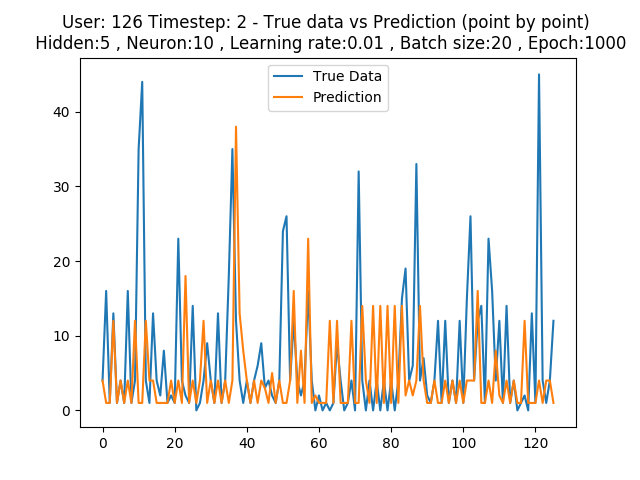 User: 126 Timestep: 2 - True data vs Prediction (point by point)
Hidden:5 , Neuron:10 , Learning rate:0.01 , Batch size:20 , Epoch:1000
True Data
Prediction
40
30
20
10
0
0 20 40 60 80 100 120